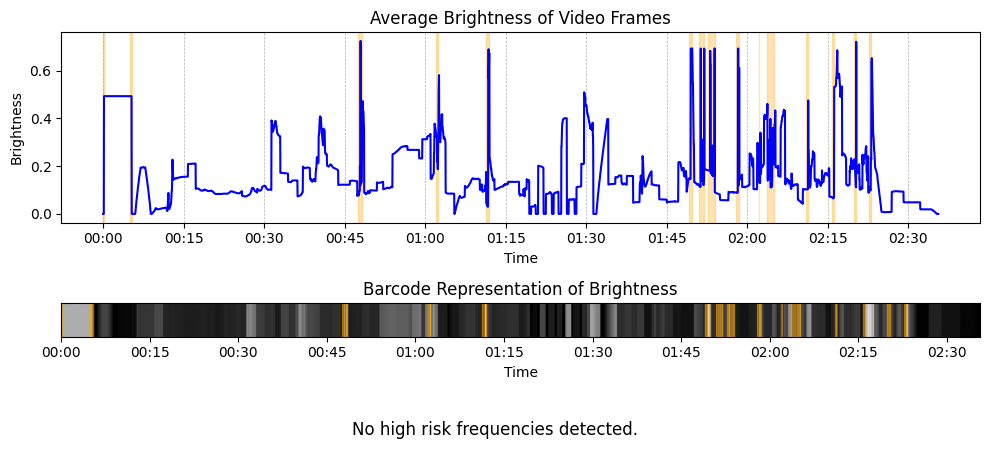 Average Brightness of Video Frames
0.6
0.4
0.2
0.0
Brightness
00:00 00:15 00:30 00:45 01:00 01:15 01:30 01:45 02:00 02:15 02:30
Time
Barcode Representation of Brightness
00:00 00:15 00:30 00:45 01:00 01:15 01:30 01:45 02:00 02:15 02:30
Time
No high risk frequencies detected.